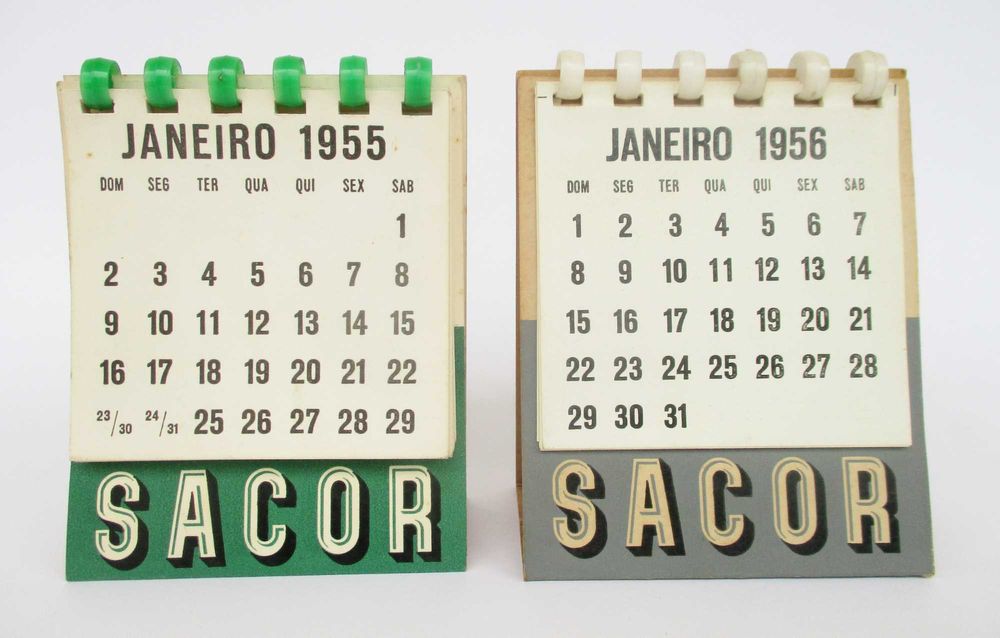 JANEIRO 1955
DOM SEG TER QUA QUI SEX SAB
1
2 3 4 5 6 7 8
9 10 11 12 13 14 15
16 17 18 19 20 21 22
23/30 24/31 25 26 27 28 29
SACOR
JANEIRO 1956
DOM SEG TER QUA QUI SEX SAB
1 2 3 4 5 6 7
8 9 10 11 12 13 14
15 16 17 18 19 20 21
22 23 24 25 26 27 28
29 30 31
SACOR